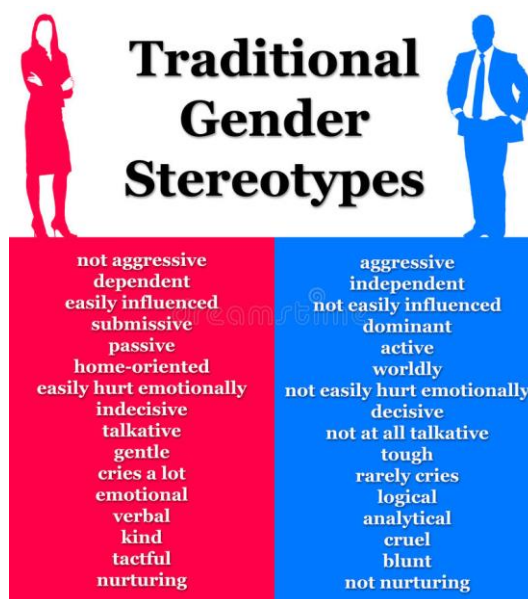 Traditional
Gender
Stereotypes
not aggressive
dependent
easily influenced
submissive
passive
home-oriented
easily hurt emotionally
indecisive
talkative
gentle
cries a lot
emotional
verbal
kind
tactful
nurturing
aggressive
independent
not easily influenced
dominant
active
worldly
not easily hurt emotionally
decisive
not at all talkative
tough
rarely cries
logical
analytical
cruel
blunt
not nurturing
dreamstime